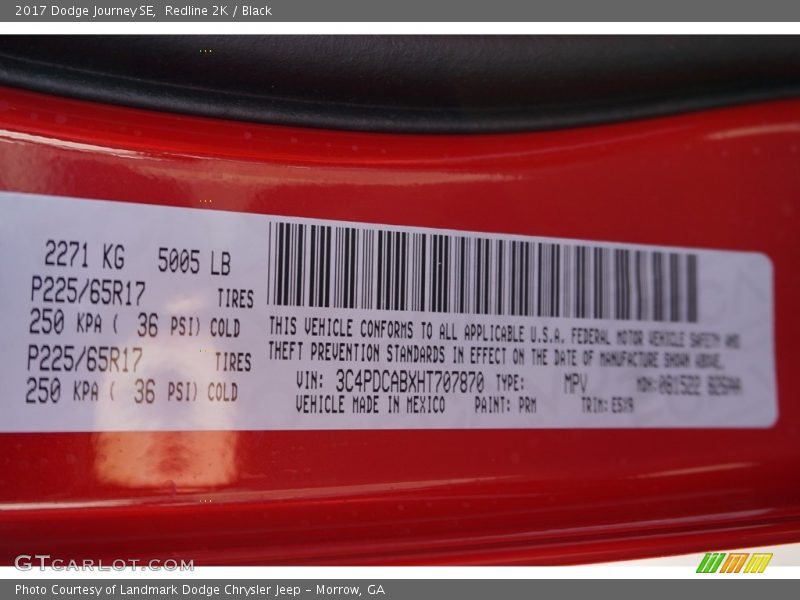 2017 Dodge Journey SE, Redline 2K / Black
2271 KG 5005 LB
P225/65R17 TIRES
250 KPA ( 36 PSI) COLD
P225/65R17 TIRES
250 KPA ( 36 PSI) COLD
THIS VEHICLE CONFORMS TO ALL APPLICABLE U.S.A. FEDERAL MOTOR VEHICLE SAFETY AND
THEFT PREVENTION STANDARDS IN EFFECT ON THE DATE OF MANUFACTURE SHOWN ABOVE.
VIN: 3C4PDCABXHT707870 TYPE: MPV MDH:
VEHICLE MADE IN MEXICO PAINT: PRM TRIM: E5X9
GTCARLOT.COM
Photo Courtesy of Landmark Dodge Chrysler Jeep – Morrow, GA